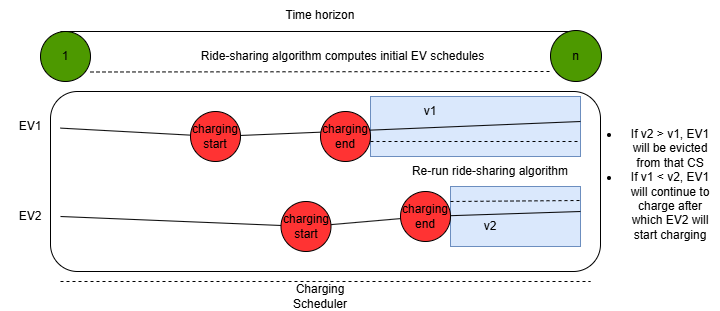 Time horizon
1
Ride-sharing algorithm computes initial EV schedules
n
EV1
charging
start
charging
end
v1
Re-run ride-sharing algorithm
EV2
charging
start
charging
end
v2
Charging
Scheduler
• If v2 > v1, EV1
will be evicted
from that CS
• If v1 < v2, EV1
will continue to
charge after
which EV2 will
start charging